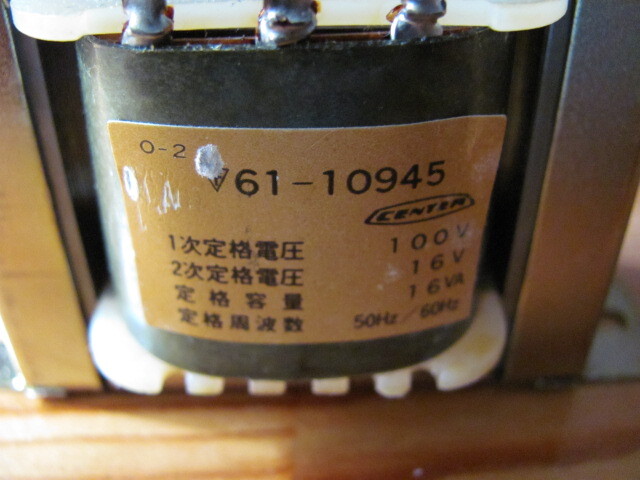 O-2
V61-10945
CENTER
1次定格電圧 100V
2次定格電圧 16V
定格容量 16VA
定格周波数 50Hz/60Hz